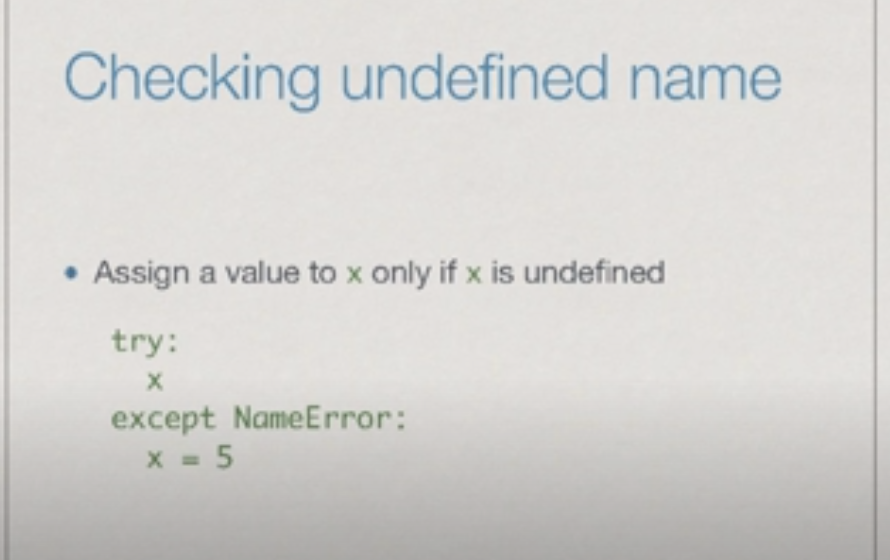 Checking undefined name
• Assign a value to x only if x is undefined
try:
  x
except NameError:
  x = 5